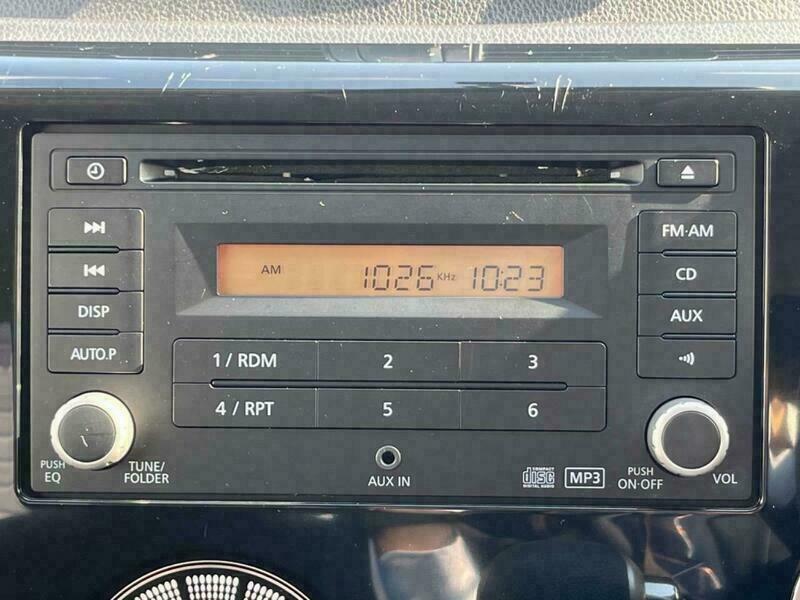 FM·AM
AM 1026 KHz 10:23
CD
DISP
AUX
AUTO.P
1 / RDM
2
3
4 / RPT
5
6
PUSH
EQ
TUNE/
FOLDER
AUX IN
COMPACT
disc
DIGITAL AUDIO
MP3
PUSH
ON·OFF
VOL